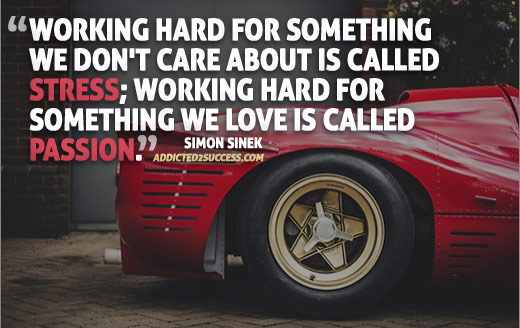 “WORKING HARD FOR SOMETHING
WE DON'T CARE ABOUT IS CALLED
STRESS; WORKING HARD FOR
SOMETHING WE LOVE IS CALLED
PASSION.”
SIMON SINEK
ADDICTED2SUCCESS.COM